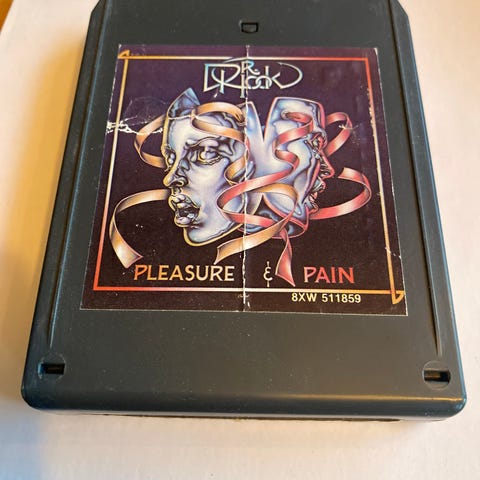 DR. Hook
PLEASURE & PAIN
8XW 511859